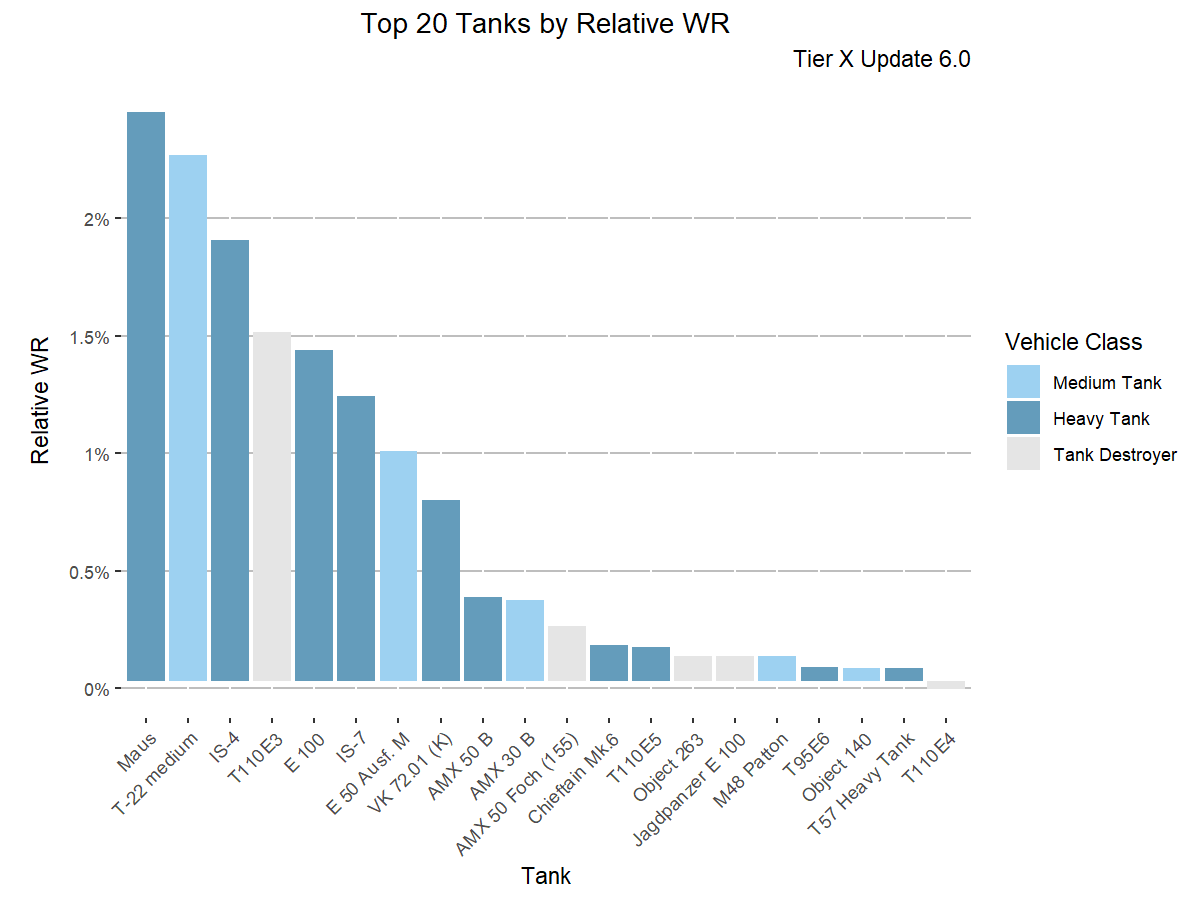 Top 20 Tanks by Relative WR
Tier X Update 6.0
2%
1.5%
1%
0.5%
0%
Relative WR
Maus
T-22 medium
IS-4
T110E3
E 100
IS-7
E 50 Ausf. M
VK 72.01 (K)
AMX 50 B
AMX 30 B
AMX 50 Foch (155)
Chieftain Mk.6
T110E5
Object 263
Jagdpanzer E 100
M48 Patton
T95E6
Object 140
T57 Heavy Tank
T110E4
Tank
Vehicle Class
Medium Tank
Heavy Tank
Tank Destroyer